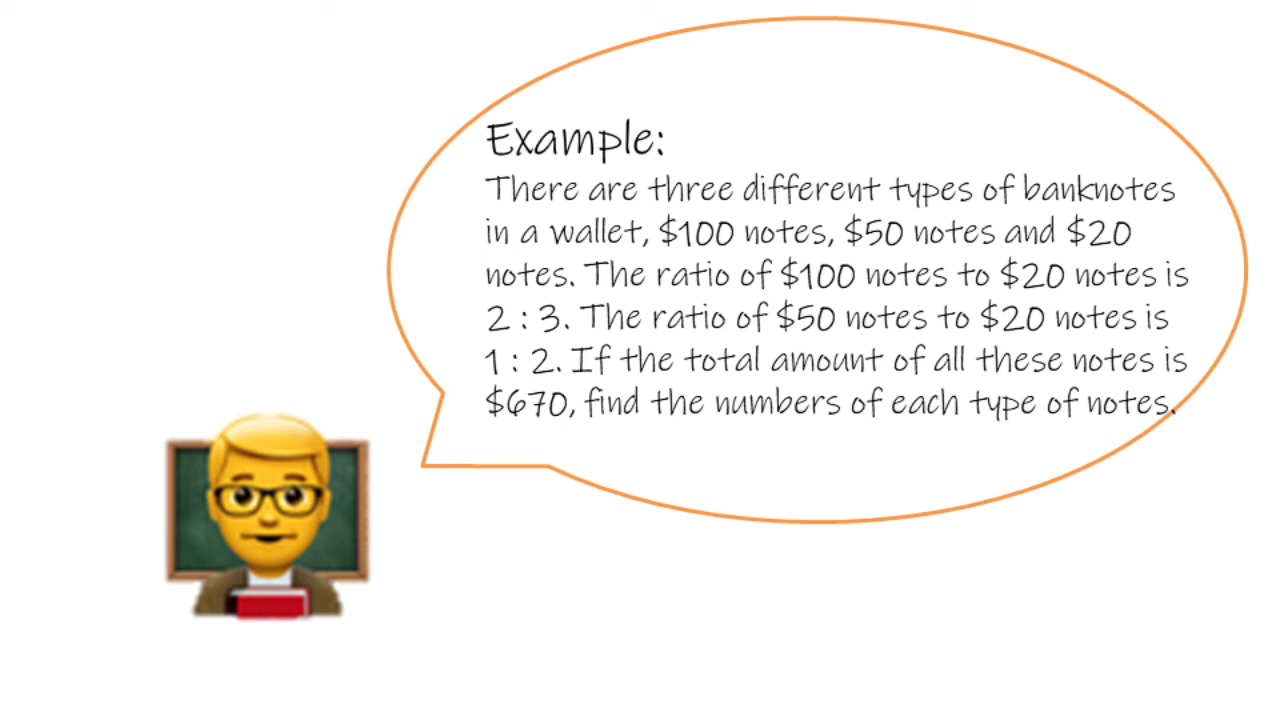 Example:
There are three different types of banknotes
in a wallet, $100 notes, $50 notes and $20
notes. The ratio of $100 notes to $20 notes is
2 : 3. The ratio of $50 notes to $20 notes is
1 : 2. If the total amount of all these notes is
$670, find the numbers of each type of notes.